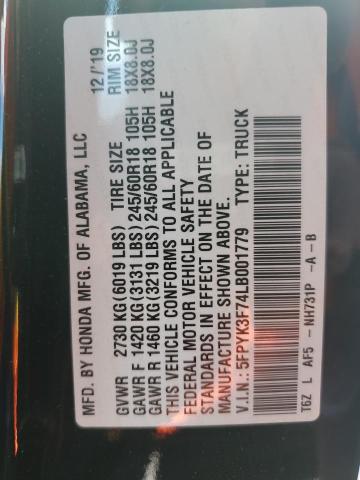 MFD. BY HONDA MFG. OF ALABAMA, LLC 12/'19
GVWR 2730 KG(6019 LBS) TIRE SIZE RIM SIZE
GAWR F 1420 KG(3131 LBS)245/60R18 105H 18X8.0J
GAWR R 1460 KG(3219 LBS)245/60R18 105H 18X8.0J
THIS VEHICLE CONFORMS TO ALL APPLICABLE
FEDERAL MOTOR VEHICLE SAFETY
STANDARDS IN EFFECT ON THE DATE OF
MANUFACTURE SHOWN ABOVE.
V.I.N.: 5FPYK3F74LB001779 TYPE: TRUCK
T6Z L AF5 -NH731P -A -B